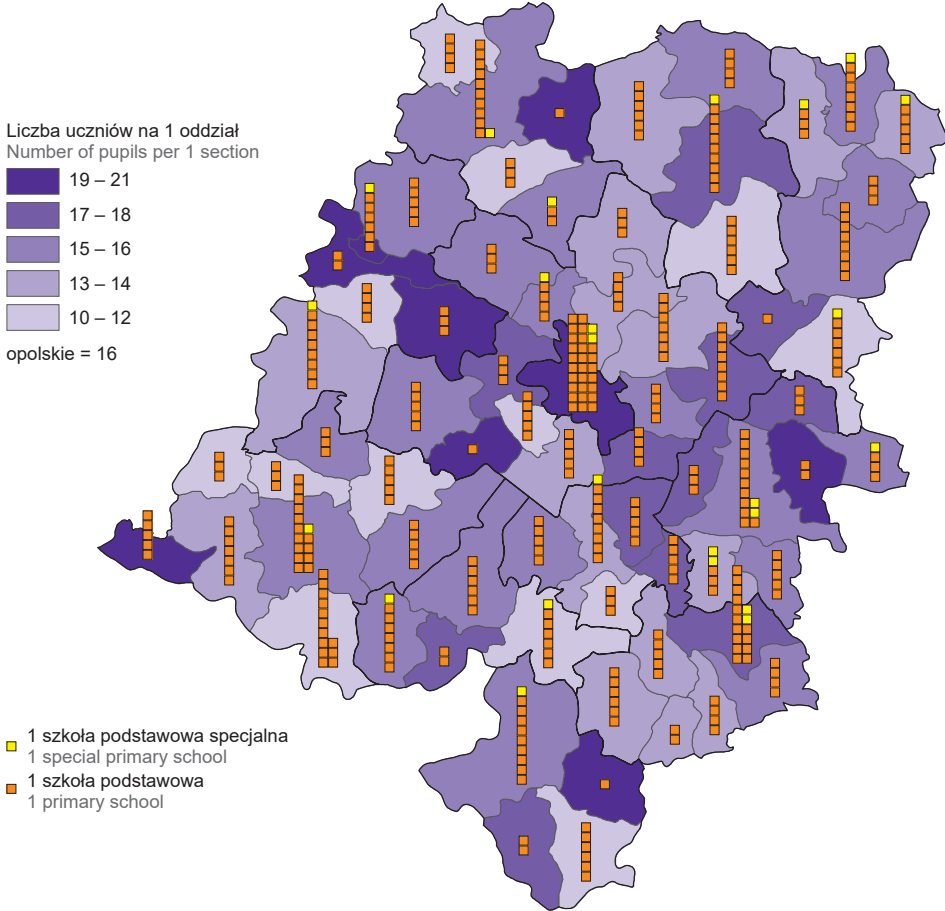 Liczba uczniów na 1 oddział
Number of pupils per 1 section
19 – 21
17 – 18
15 – 16
13 – 14
10 – 12
opolskie = 16
1 szkoła podstawowa specjalna
1 special primary school
1 szkoła podstawowa
1 primary school